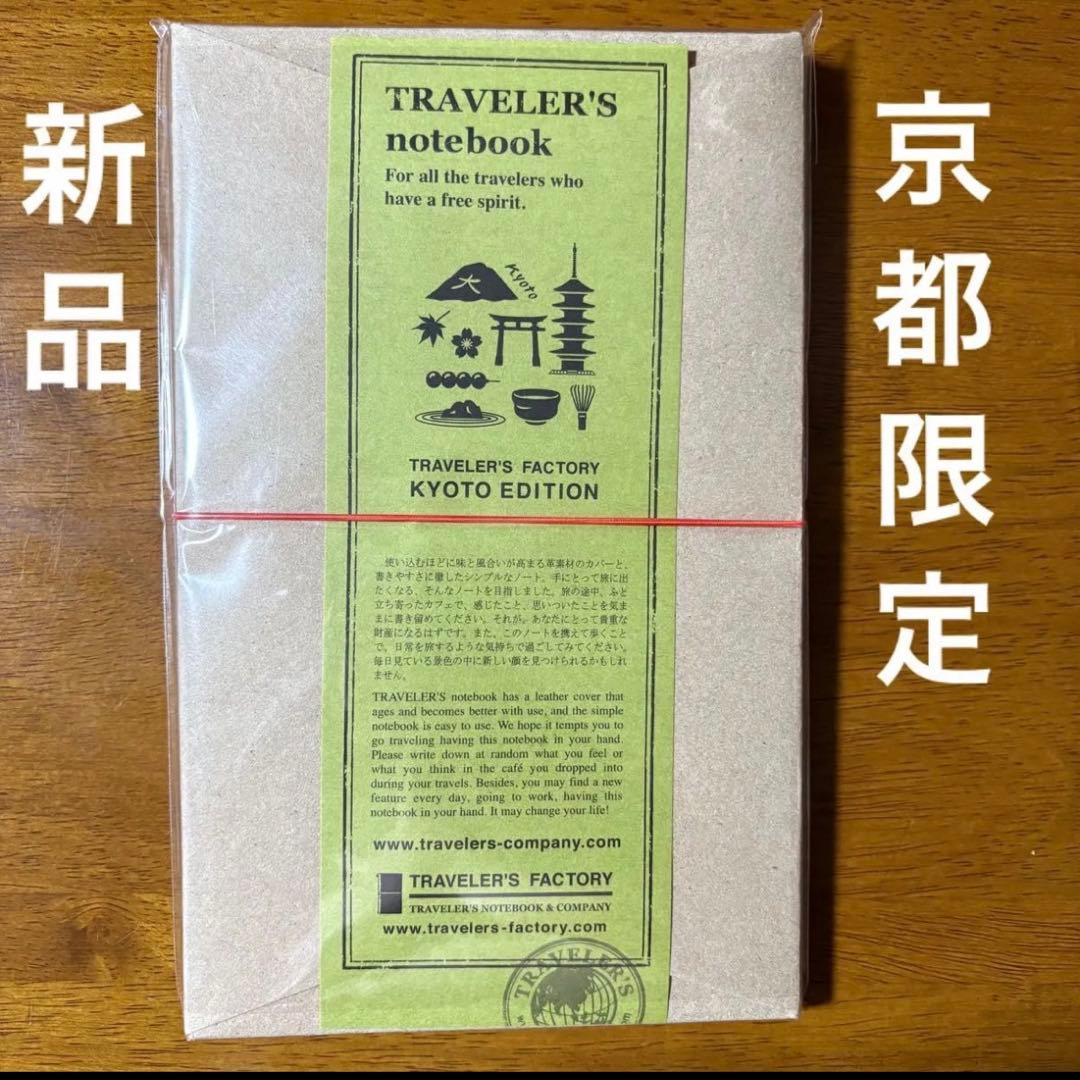 新品
京都限定
TRAVELER'S
notebook
For all the travelers who
have a free spirit.
大
Kyoto
TRAVELER'S FACTORY
KYOTO EDITION
使い込むほどに味と風合いが高まる革素材のカバーと、
書きやすさに徹したシンプルなノート。手にとって旅に出
たくなる、そんなノートを目指しました。旅の途中、ふと
立ち寄ったカフェで、感じたこと、思いついたことを気ま
まに書き留めてください。それが、あなたにとって貴重な
財産になるはずです。また、このノートを携えて歩くこと
で、日常を旅するような気持ちで過ごしてみてください。
毎日見ている景色の中に新しい顔を見つけられるかもしれ
ません。
TRAVELER'S notebook has a leather cover that
ages and becomes better with use, and the simple
notebook is easy to use. We hope it tempts you to
go traveling having this notebook in your hand.
Please write down at random what you feel or
what you think in the café you dropped into
during your travels. Besides, you may find a new
feature every day, going to work, having this
notebook in your hand. It may change your life!
www.travelers-company.com
TRAVELER'S FACTORY
TRAVELER'S NOTEBOOK & COMPANY
www.travelers-factory.com
TRAVELER'S